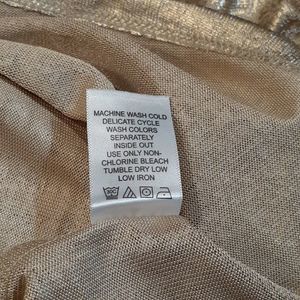 MACHINE WASH COLD
DELICATE CYCLE
WASH COLORS
SEPARATELY
INSIDE OUT
USE ONLY NON-
CHLORINE BLEACH
TUMBLE DRY LOW
LOW IRON